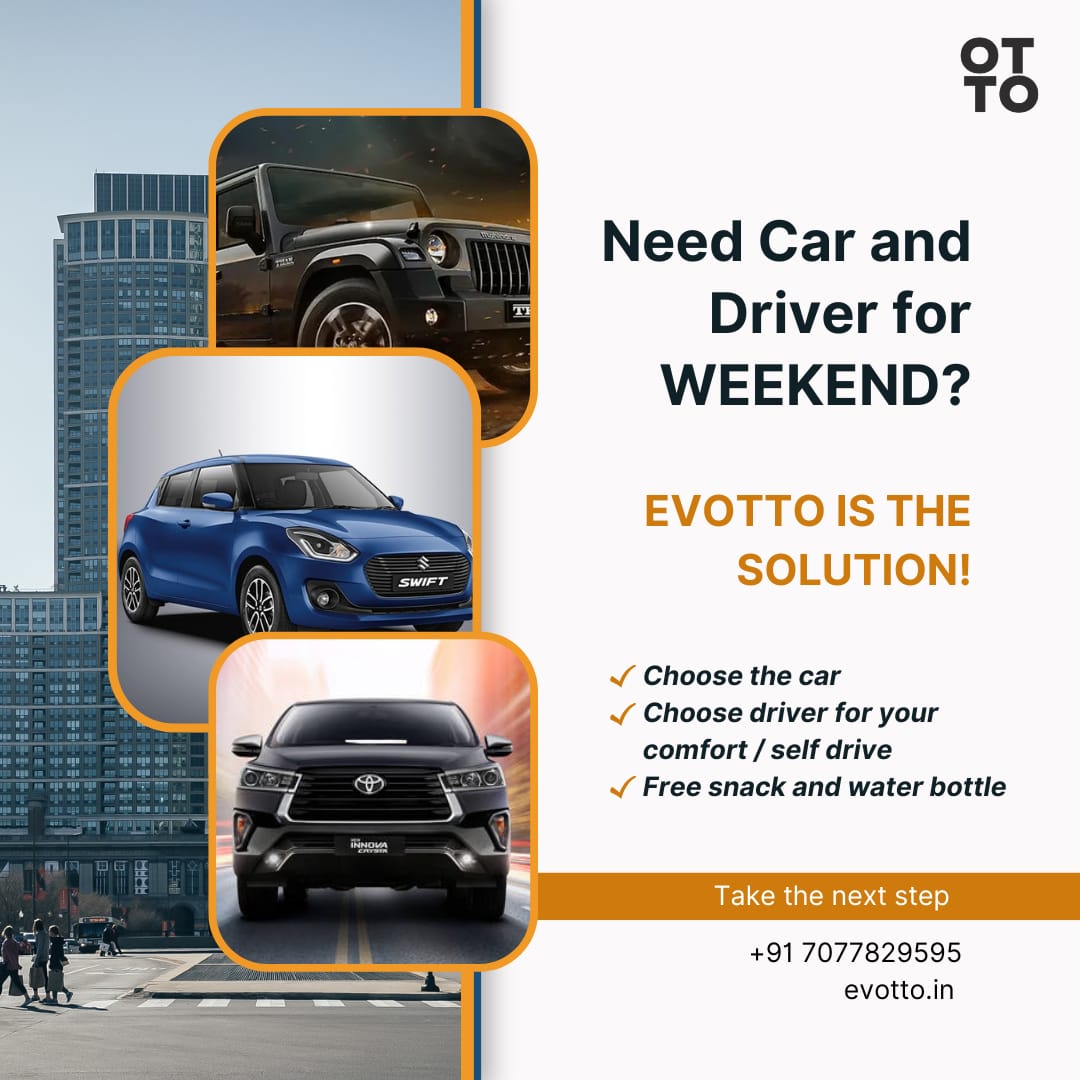 OT
TO
Need Car and
Driver for
WEEKEND?
EVOTTO IS THE
SOLUTION!
Choose the car
Choose driver for your
comfort / self drive
Free snack and water bottle
Take the next step
+91 7077829595
evotto.in
SWIFT
INNOVA
CRYSTA